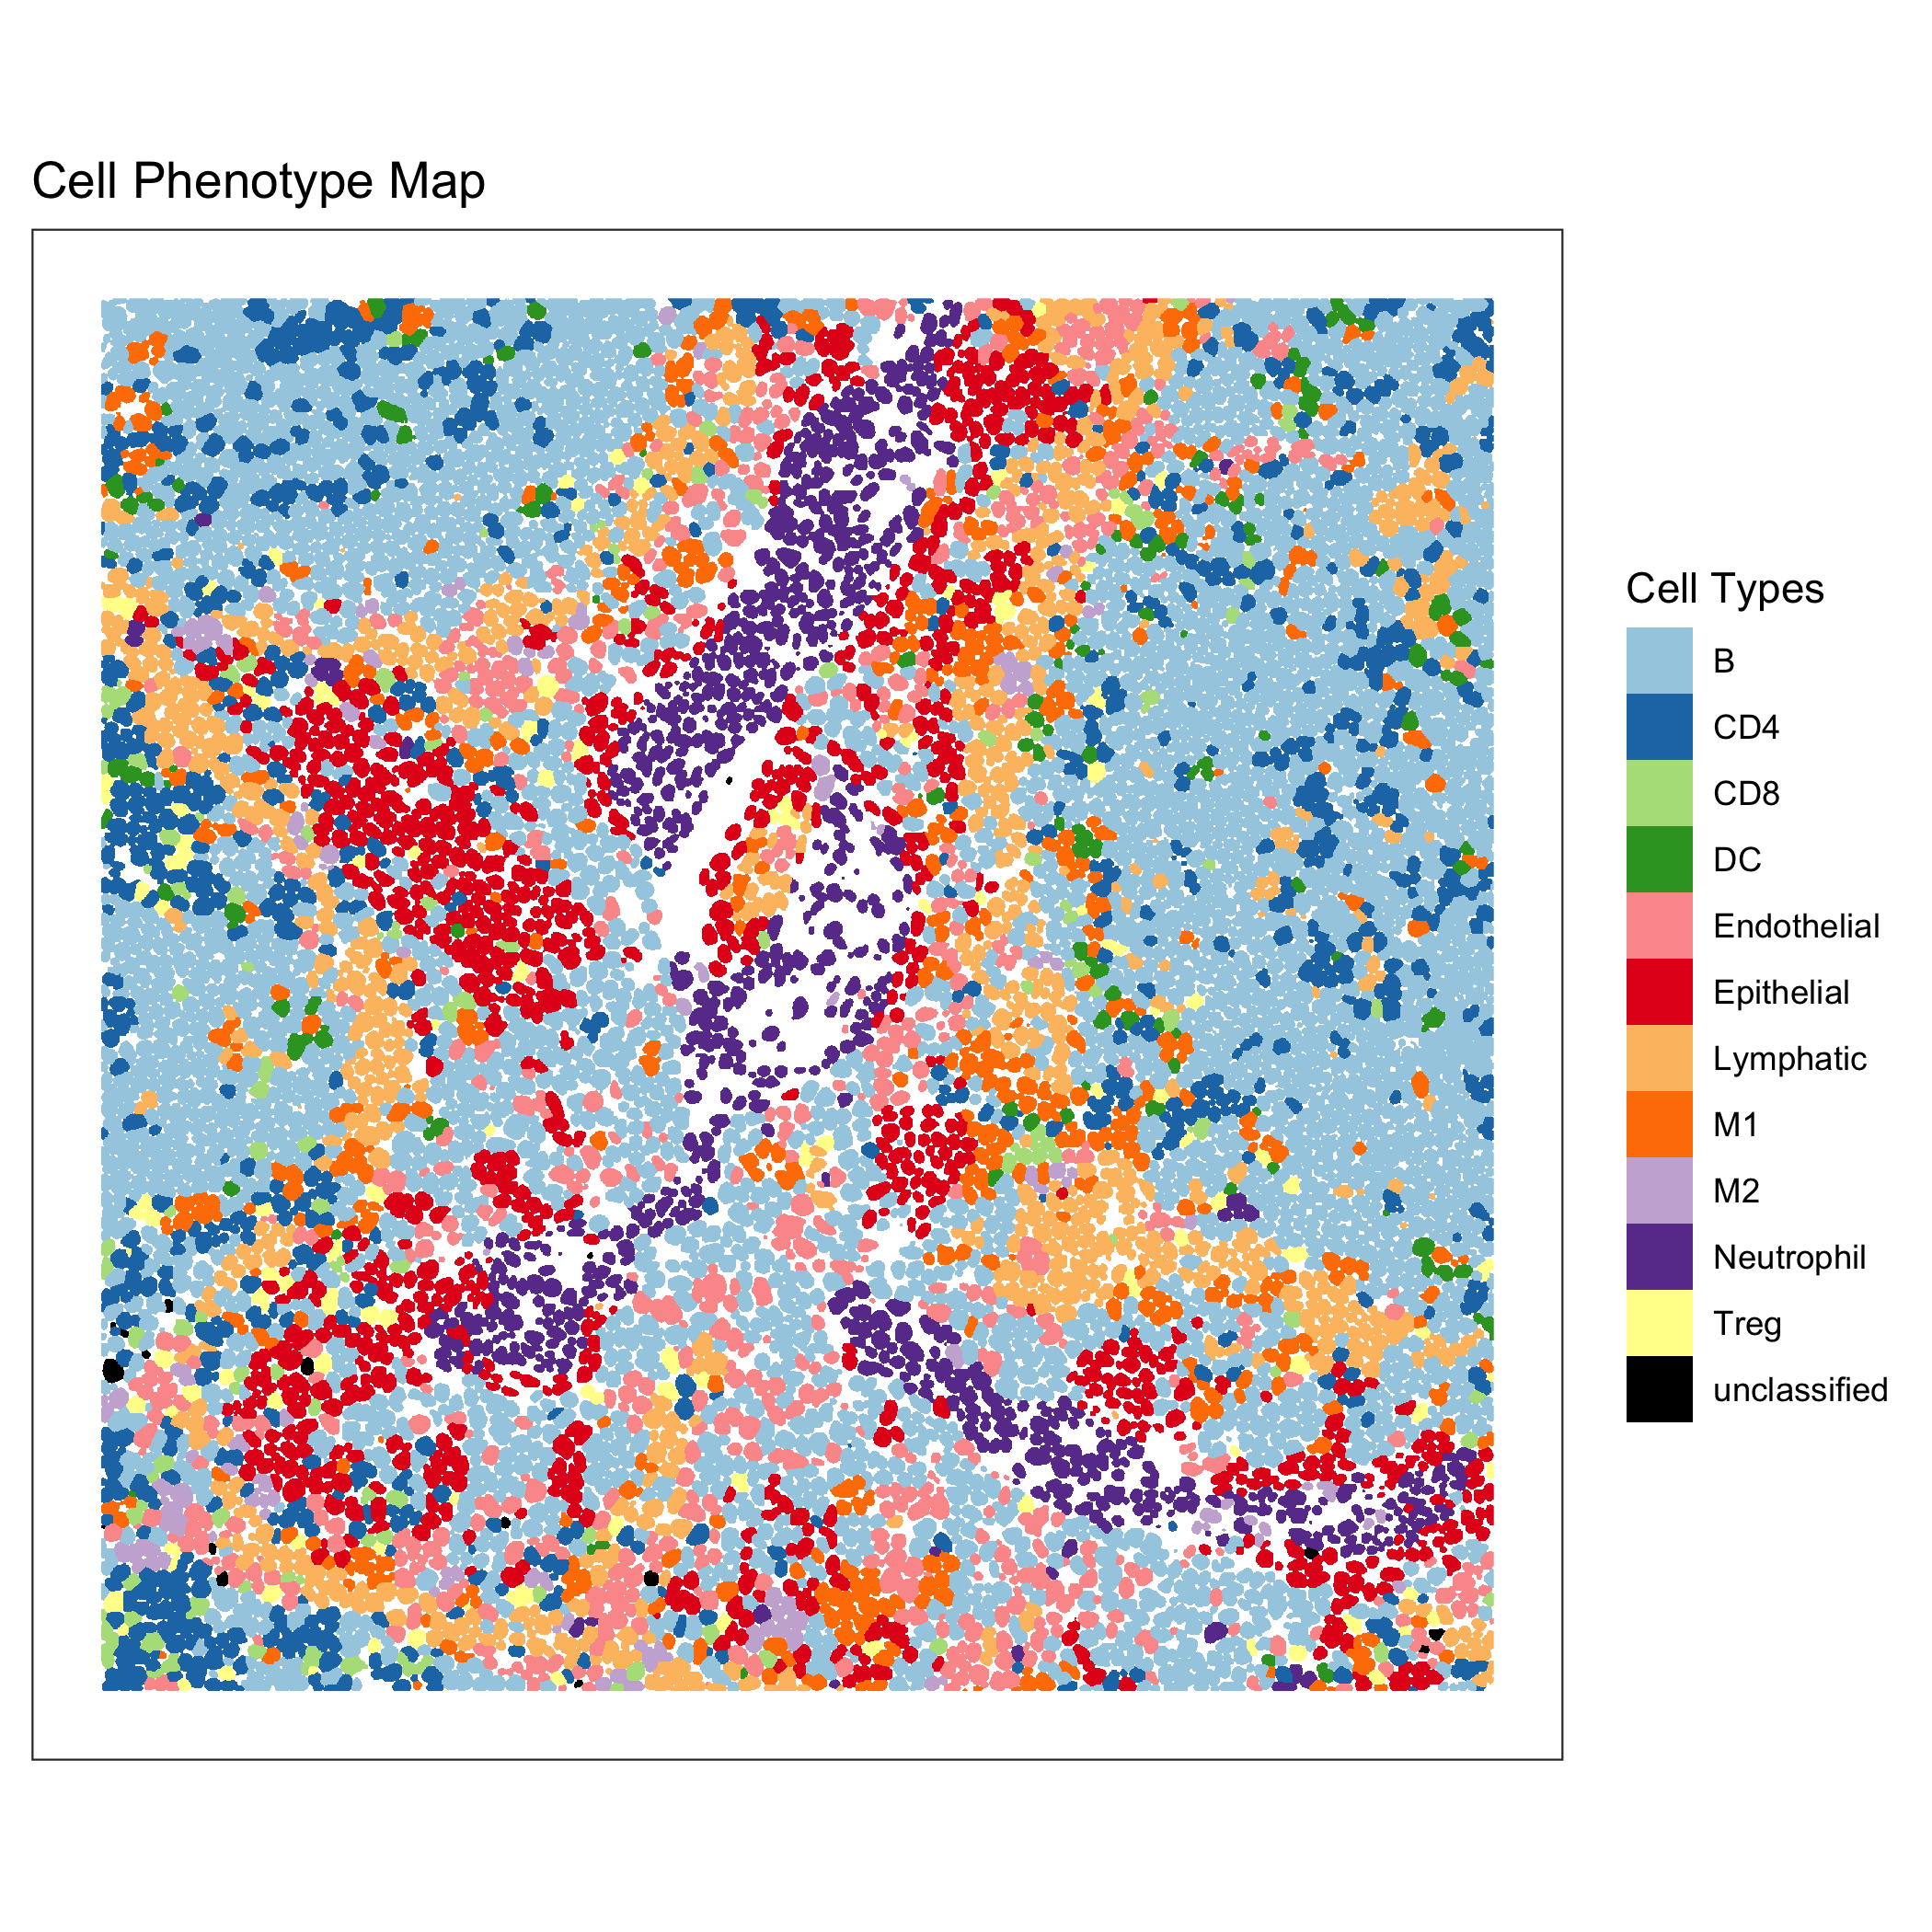 Cell Phenotype Map
Cell Types
B
CD4
CD8
DC
Endothelial
Epithelial
Lymphatic
M1
M2
Neutrophil
Treg
unclassified